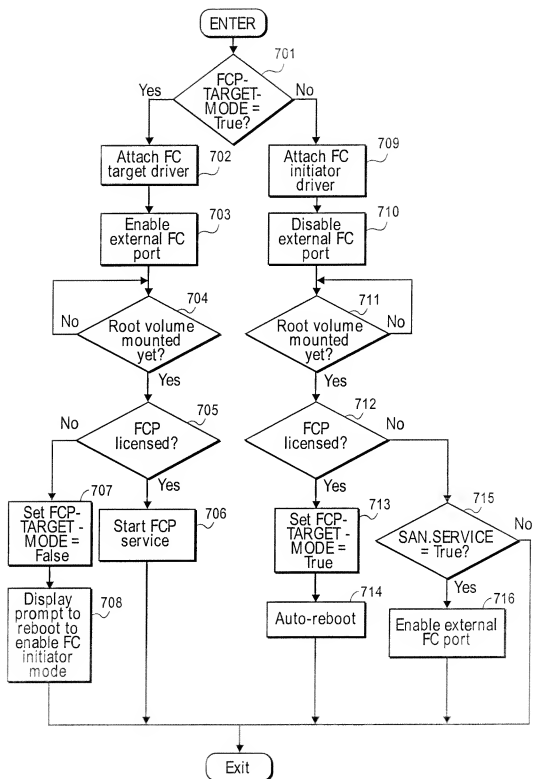 ENTER
701
FCP-
TARGET-
MODE =
True?
Yes
No
Attach FC
target driver
702
Attach FC
initiator
driver
709
Enable
external FC
port
703
Disable
external FC
port
710
704
Root volume
mounted
yet?
No
Yes
711
Root volume
mounted
yet?
No
Yes
705
FCP
licensed?
No
Yes
712
FCP
licensed?
No
Yes
707
Set FCP-
TARGET -
MODE =
False
Start FCP
service
706
713
Set FCP-
TARGET -
MODE =
True
715
SAN.SERVICE
= True?
No
Yes
Display
prompt to
reboot to
enable FC
initiator
mode
708
Auto-reboot
714
Enable external
FC port
716
Exit